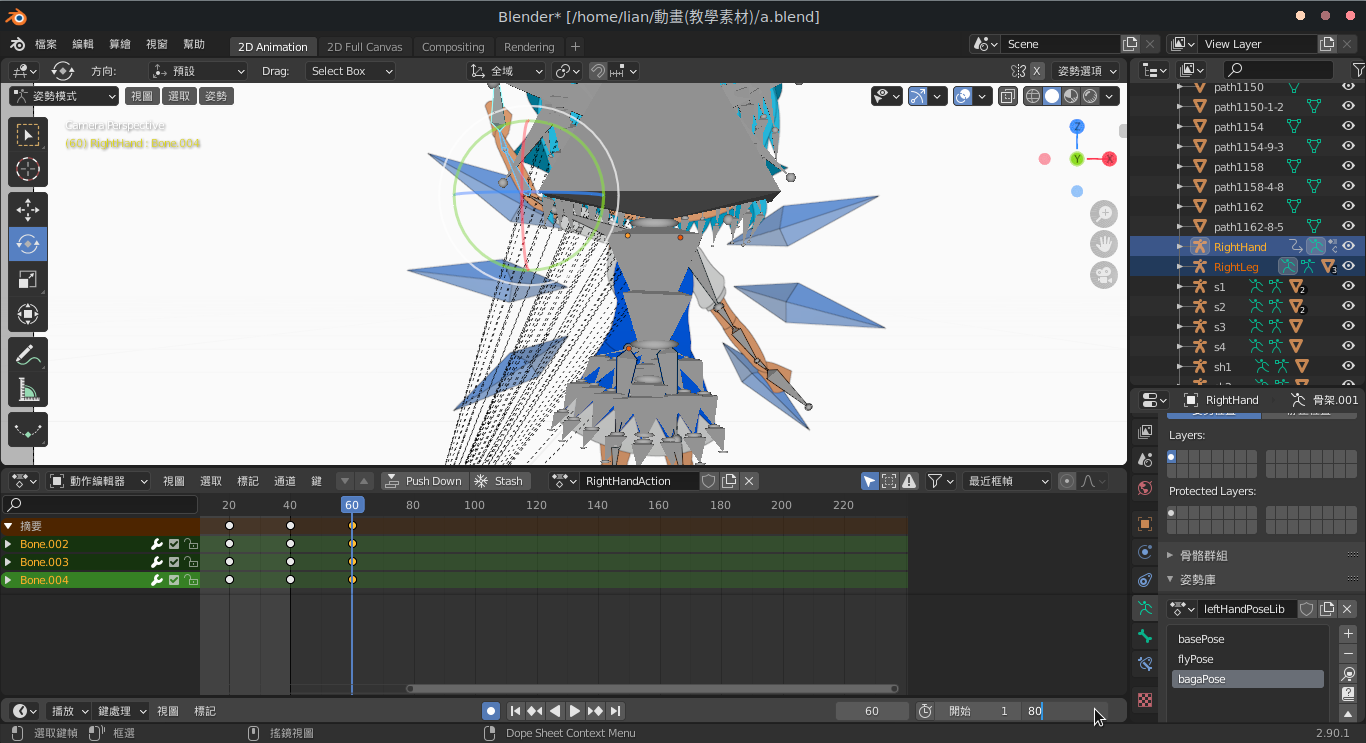 Blender* [/home/lian/動畫(教學素材)/a.blend]
檔案 編輯 算繪 視窗 幫助 2D Animation 2D Full Canvas Compositing Rendering + Scene View Layer
方向: 預設 Drag: Select Box 全域 X 姿勢選項
姿勢模式 視圖 選取 姿勢
Camera Perspective
(60) RightHand : Bone.004
Z
Y
X
path1150
path1150-1-2
path1154
path1154-9-3
path1158
path1158-4-8
path1162
path1162-8-5
RightHand
RightLeg 3
s1 2
s2 2
s3
s4
sh1
RightHand 骨架.001
Layers:
Protected Layers:
骨骼群組
姿勢庫
leftHandPoseLib
basePose
flyPose
bagaPose
動作編輯器 視圖 選取 標記 通道 鍵 Push Down Stash RightHandAction 最近框幀
20 40 60 80 100 120 140 160 180 200 220
摘要
Bone.002
Bone.003
Bone.004
播放 鍵處理 視圖 標記 60 開始 1 80
選取鍵幀 框選 搖鏡視圖 Dope Sheet Context Menu 2.90.1